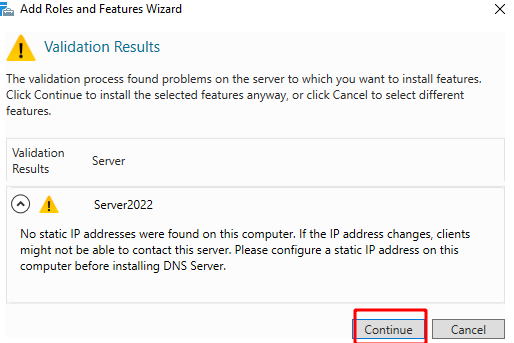 Add Roles and Features Wizard
Validation Results
The validation process found problems on the server to which you want to install features.
Click Continue to install the selected features anyway, or click Cancel to select different
features.
Validation
Results
Server
Server2022
No static IP addresses were found on this computer. If the IP address changes, clients
might not be able to contact this server. Please configure a static IP address on this
computer before installing DNS Server.
Continue
Cancel